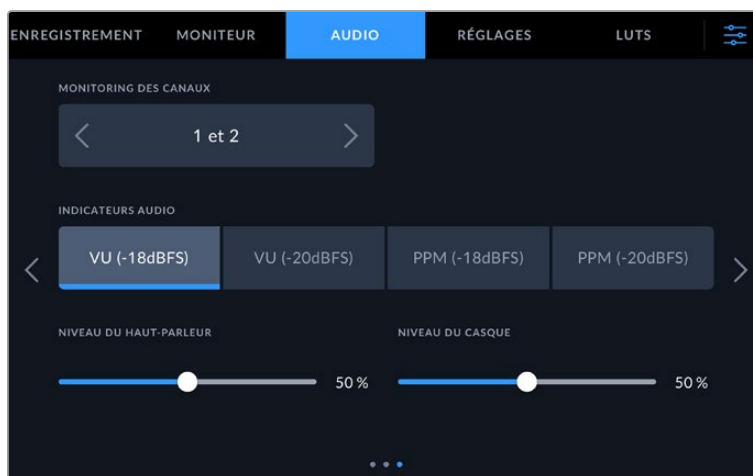 ENREGISTREMENT MONITEUR AUDIO RÉGLAGES LUTS
MONITORING DES CANAUX
1 et 2
INDICATEURS AUDIO
VU (-18dBFS) VU (-20dBFS) PPM (-18dBFS) PPM (-20dBFS)
NIVEAU DU HAUT-PARLEUR NIVEAU DU CASQUE
50 % 50 %